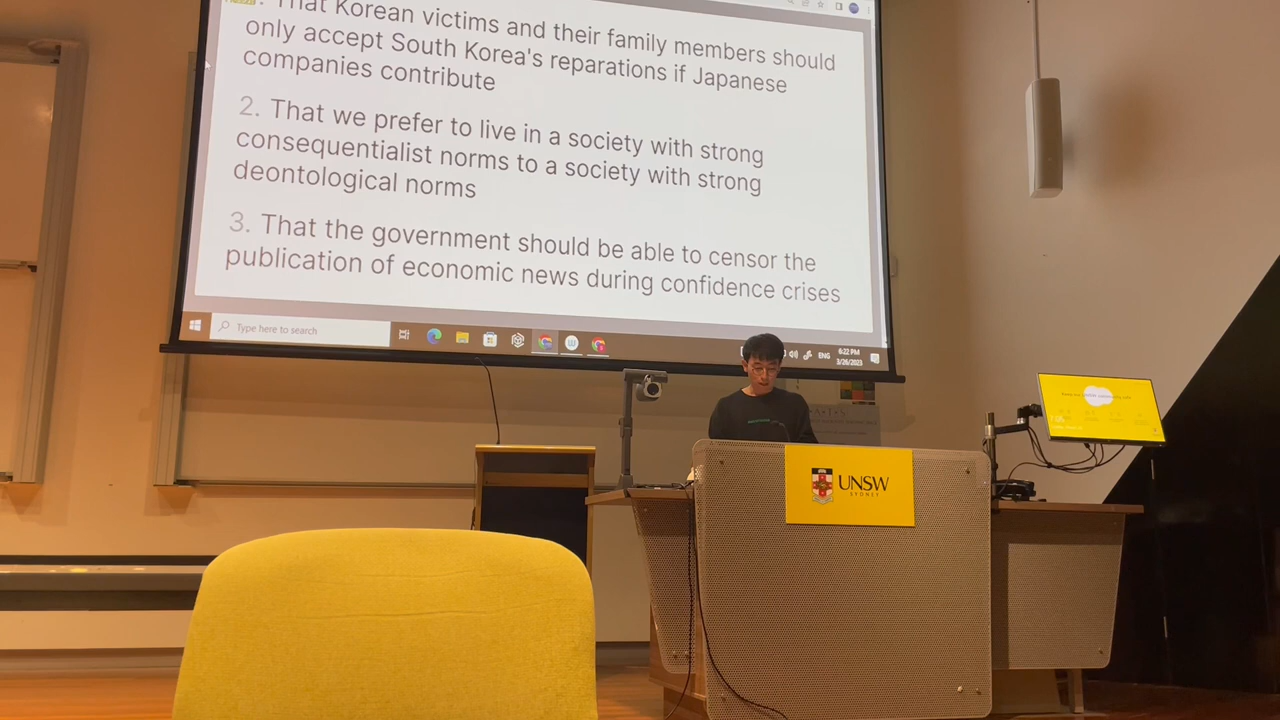 That Korean victims and their family members should
only accept South Korea's reparations if Japanese
companies contribute
2. That we prefer to live in a society with strong
consequentialist norms to a society with strong
deontological norms
3. That the government should be able to censor the
publication of economic news during confidence crises
Type here to search
ENG
6:22 PM
3/26/2023
UNSW
SYDNEY